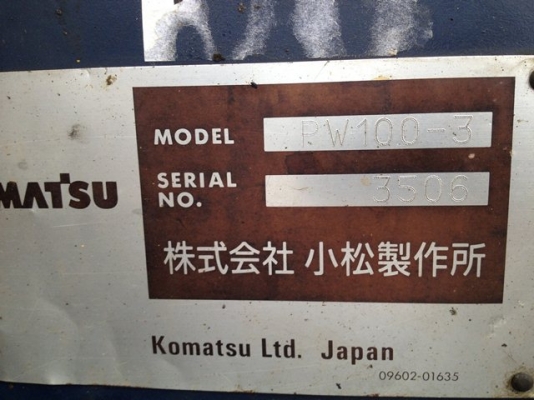 MODEL PW100-3
SERIAL NO. 3506
OMATSU
株式会社 小松製作所
Komatsu Ltd. Japan
09602-01635